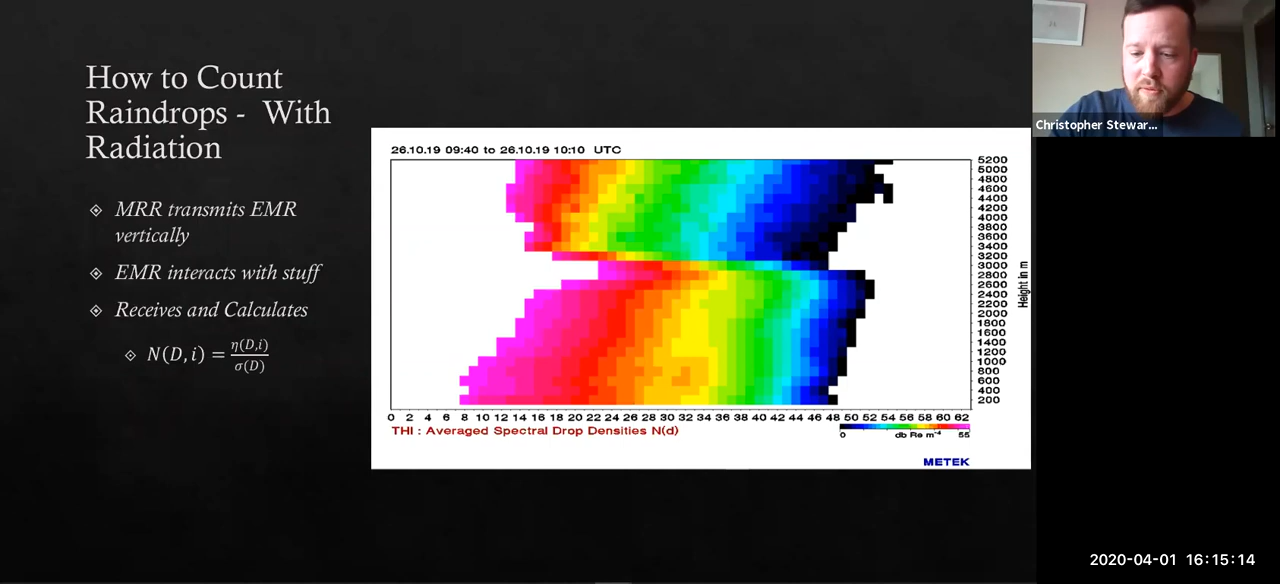 How to Count
Raindrops - With
Radiation
MRR transmits EMR
vertically
EMR interacts with stuff
Receives and Calculates
N(D,i) = η(D,i)/σ(D)
26.10.19 09:40 to 26.10.19 10:10 UTC
5200
5000
4800
4600
4400
4200
4000
3800
3600
3400
3200
3000
2800
2600
2400
2200
2000
1800
1600
1400
1200
1000
800
600
400
200
Height in m
0 2 4 6 8 10 12 14 16 18 20 22 24 26 28 30 32 34 36 38 40 42 44 46 48 50 52 54 56 58 60 62
THI : Averaged Spectral Drop Densities N(d)
0 db Re m⁻⁴ 55
METEK
Christopher Stewar...
2020-04-01 16:15:14